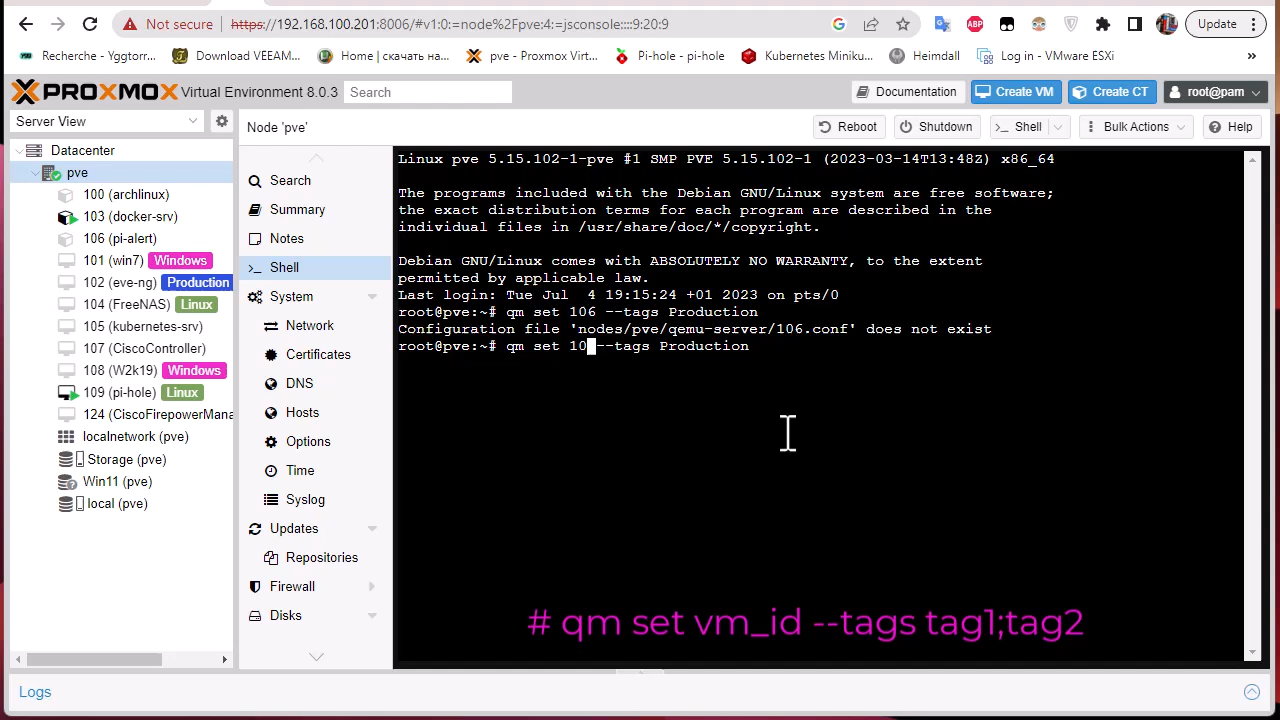 Not secure https://192.168.100.201:8006/#v1:0:=node%2Fpve:4:=jsconsole::::9:20:9 Update
Recherche - Yggtorr... Download VEEAM... Home | скачать на... pve - Proxmox Virt... Pi-hole - pi-hole Kubernetes Miniku... Heimdall Log in - VMware ESXi »
PROXMOX Virtual Environment 8.0.3 Search Documentation Create VM Create CT root@pam
Server View Node 'pve' Reboot Shutdown Shell Bulk Actions Help
Datacenter
pve
100 (archlinux)
103 (docker-srv)
106 (pi-alert)
101 (win7) Windows
102 (eve-ng) Production
104 (FreeNAS) Linux
105 (kubernetes-srv)
107 (CiscoController)
108 (W2k19) Windows
109 (pi-hole) Linux
124 (CiscoFirepowerMana
localnetwork (pve)
Storage (pve)
Win11 (pve)
local (pve)
Search
Summary
Notes
Shell
System
Network
Certificates
DNS
Hosts
Options
Time
Syslog
Updates
Repositories
Firewall
Disks
Linux pve 5.15.102-1-pve #1 SMP PVE 5.15.102-1 (2023-03-14T13:48Z) x86_64
The programs included with the Debian GNU/Linux system are free software;
the exact distribution terms for each program are described in the
individual files in /usr/share/doc/*/copyright.
Debian GNU/Linux comes with ABSOLUTELY NO WARRANTY, to the extent
permitted by applicable law.
Last login: Tue Jul  4 19:15:24 +01 2023 on pts/0
root@pve:~# qm set 106 --tags Production
Configuration file 'nodes/pve/qemu-server/106.conf' does not exist
root@pve:~# qm set 10 --tags Production
# qm set vm_id --tags tag1;tag2
Logs